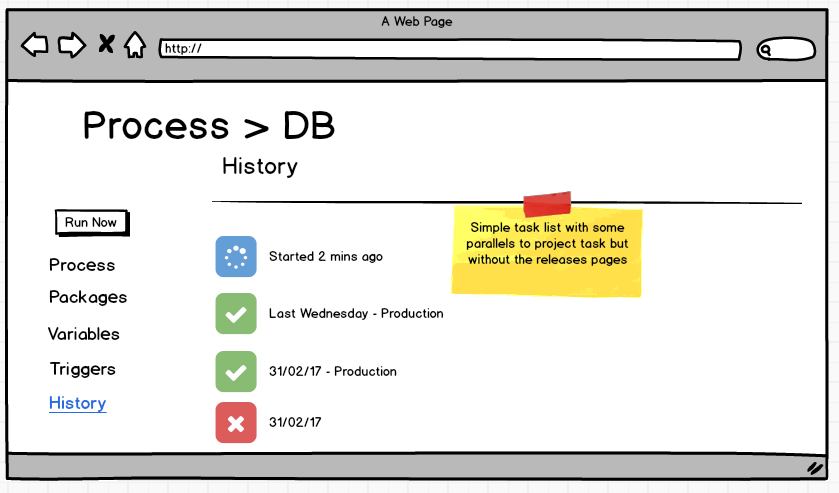 A Web Page
http://
Process > DB
History
Run Now
Process
Packages
Variables
Triggers
History
Started 2 mins ago
Last Wednesday - Production
31/02/17 - Production
31/02/17
Simple task list with some
parallels to project task but
without the releases pages